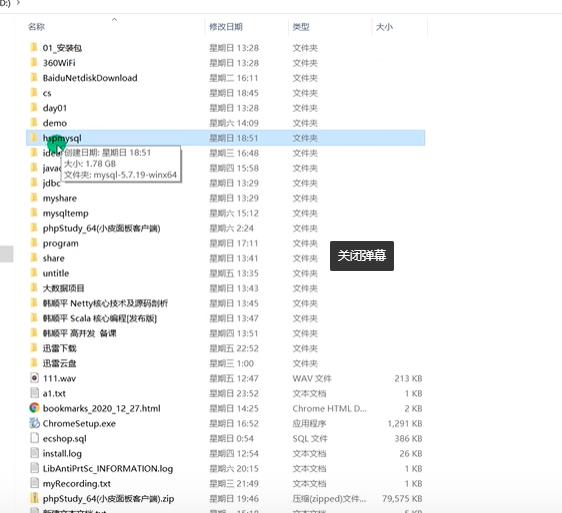 D:)
名称 修改日期 类型 大小
01_安装包 星期日 13:28 文件夹
360WiFi 星期日 13:28 文件夹
BaiduNetdiskDownload 星期二 16:11 文件夹
cs 星期日 18:45 文件夹
day01 星期日 13:28 文件夹
demo 星期六 14:09 文件夹
hspmysql 星期日 18:51 文件夹
星期三 16:48 文件夹
创建日期: 星期日 18:51
大小: 1.78 GB
文件夹: mysql-5.7.19-winx64
星期四 15:58 文件夹
jdbc 星期日 13:29 文件夹
myshare 星期日 13:29 文件夹
mysqltemp 星期六 15:12 文件夹
phpStudy_64(小皮面板客户端) 星期六 2:24 文件夹
program 星期日 17:11 文件夹
share 星期日 13:41 文件夹
关闭弹幕
untitle 星期五 13:35 文件夹
大数据项目 星期日 13:43 文件夹
韩顺平 Netty核心技术及源码剖析 星期日 13:45 文件夹
韩顺平 Scala 核心编程[发布版] 星期日 13:47 文件夹
韩顺平 高并发 备课 星期四 13:51 文件夹
迅雷下载 星期五 22:52 文件夹
迅雷云盘 星期三 1:00 文件夹
111.wav 星期五 12:47 WAV 文件 213 KB
a1.txt 星期日 23:52 文本文档 1 KB
bookmarks_2020_12_27.html 星期日 14:25 Chrome HTML D... 2 KB
ChromeSetup.exe 星期日 16:52 应用程序 1,291 KB
ecshop.sql 星期日 0:54 SQL 文件 386 KB
install.log 星期四 12:54 文本文档 26 KB
LibAntiPrtSc_INFORMATION.log 星期六 20:15 文本文档 1 KB
myRecording.txt 星期三 21:49 文本文档 1 KB
phpStudy_64(小皮面板客户端).zip 星期日 19:46 压缩(zipped)文件... 79,575 KB